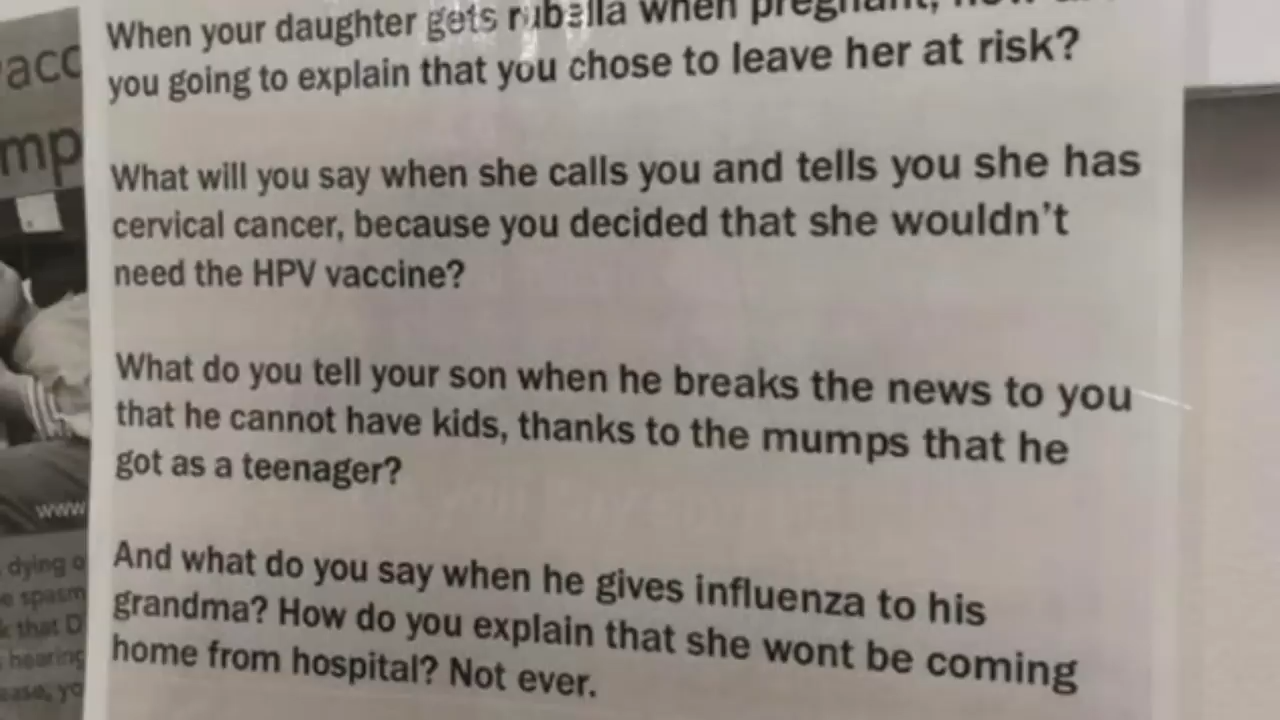 When your daughter gets rubella when pregnant,
you going to explain that you chose to leave her at risk?
What will you say when she calls you and tells you she has
cervical cancer, because you decided that she wouldn't
need the HPV vaccine?
What do you tell your son when he breaks the news to you
that he cannot have kids, thanks to the mumps that he
got as a teenager?
And what do you say when he gives influenza to his
grandma? How do you explain that she wont be coming
home from hospital? Not ever.
acc
mp
www
dying o
e spasm
that D
hearing
ease, yo